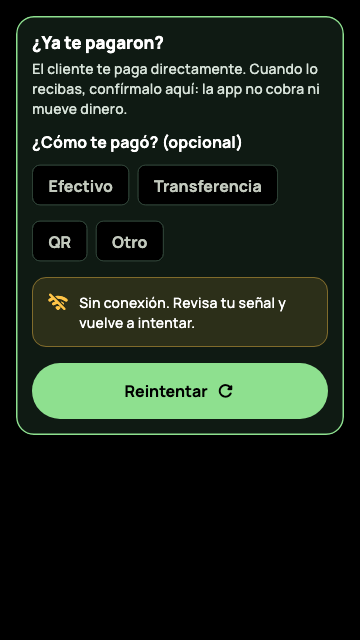 ¿Ya te pagaron?
El cliente te paga directamente. Cuando lo
recibas, confírmalo aquí: la app no cobra ni
mueve dinero.
¿Cómo te pagó? (opcional)
Efectivo
Transferencia
QR
Otro
Sin conexión. Revisa tu señal y
vuelve a intentar.
Reintentar